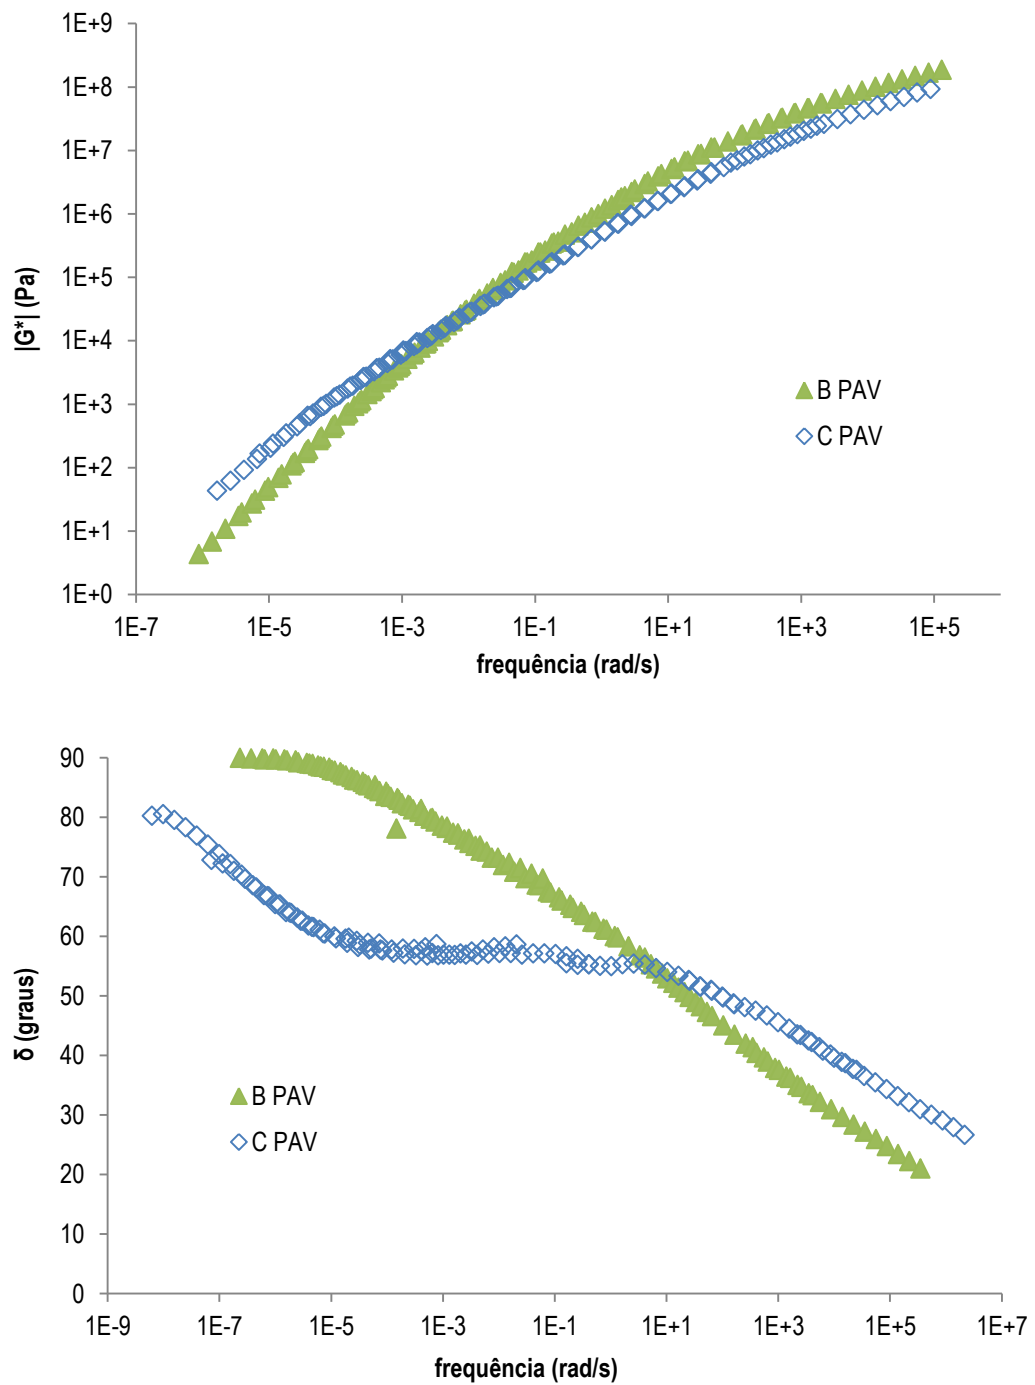 1E+9
1E+8
1E+7
1E+6
1E+5
1E+4
1E+3
1E+2
1E+1
1E+0
|G*| (Pa)
B PAV
C PAV
1E-7 1E-5 1E-3 1E-1 1E+1 1E+3 1E+5
frequência (rad/s)
90
80
70
60
50
40
30
20
10
0
δ (graus)
B PAV
C PAV
1E-9 1E-7 1E-5 1E-3 1E-1 1E+1 1E+3 1E+5 1E+7
frequência (rad/s)